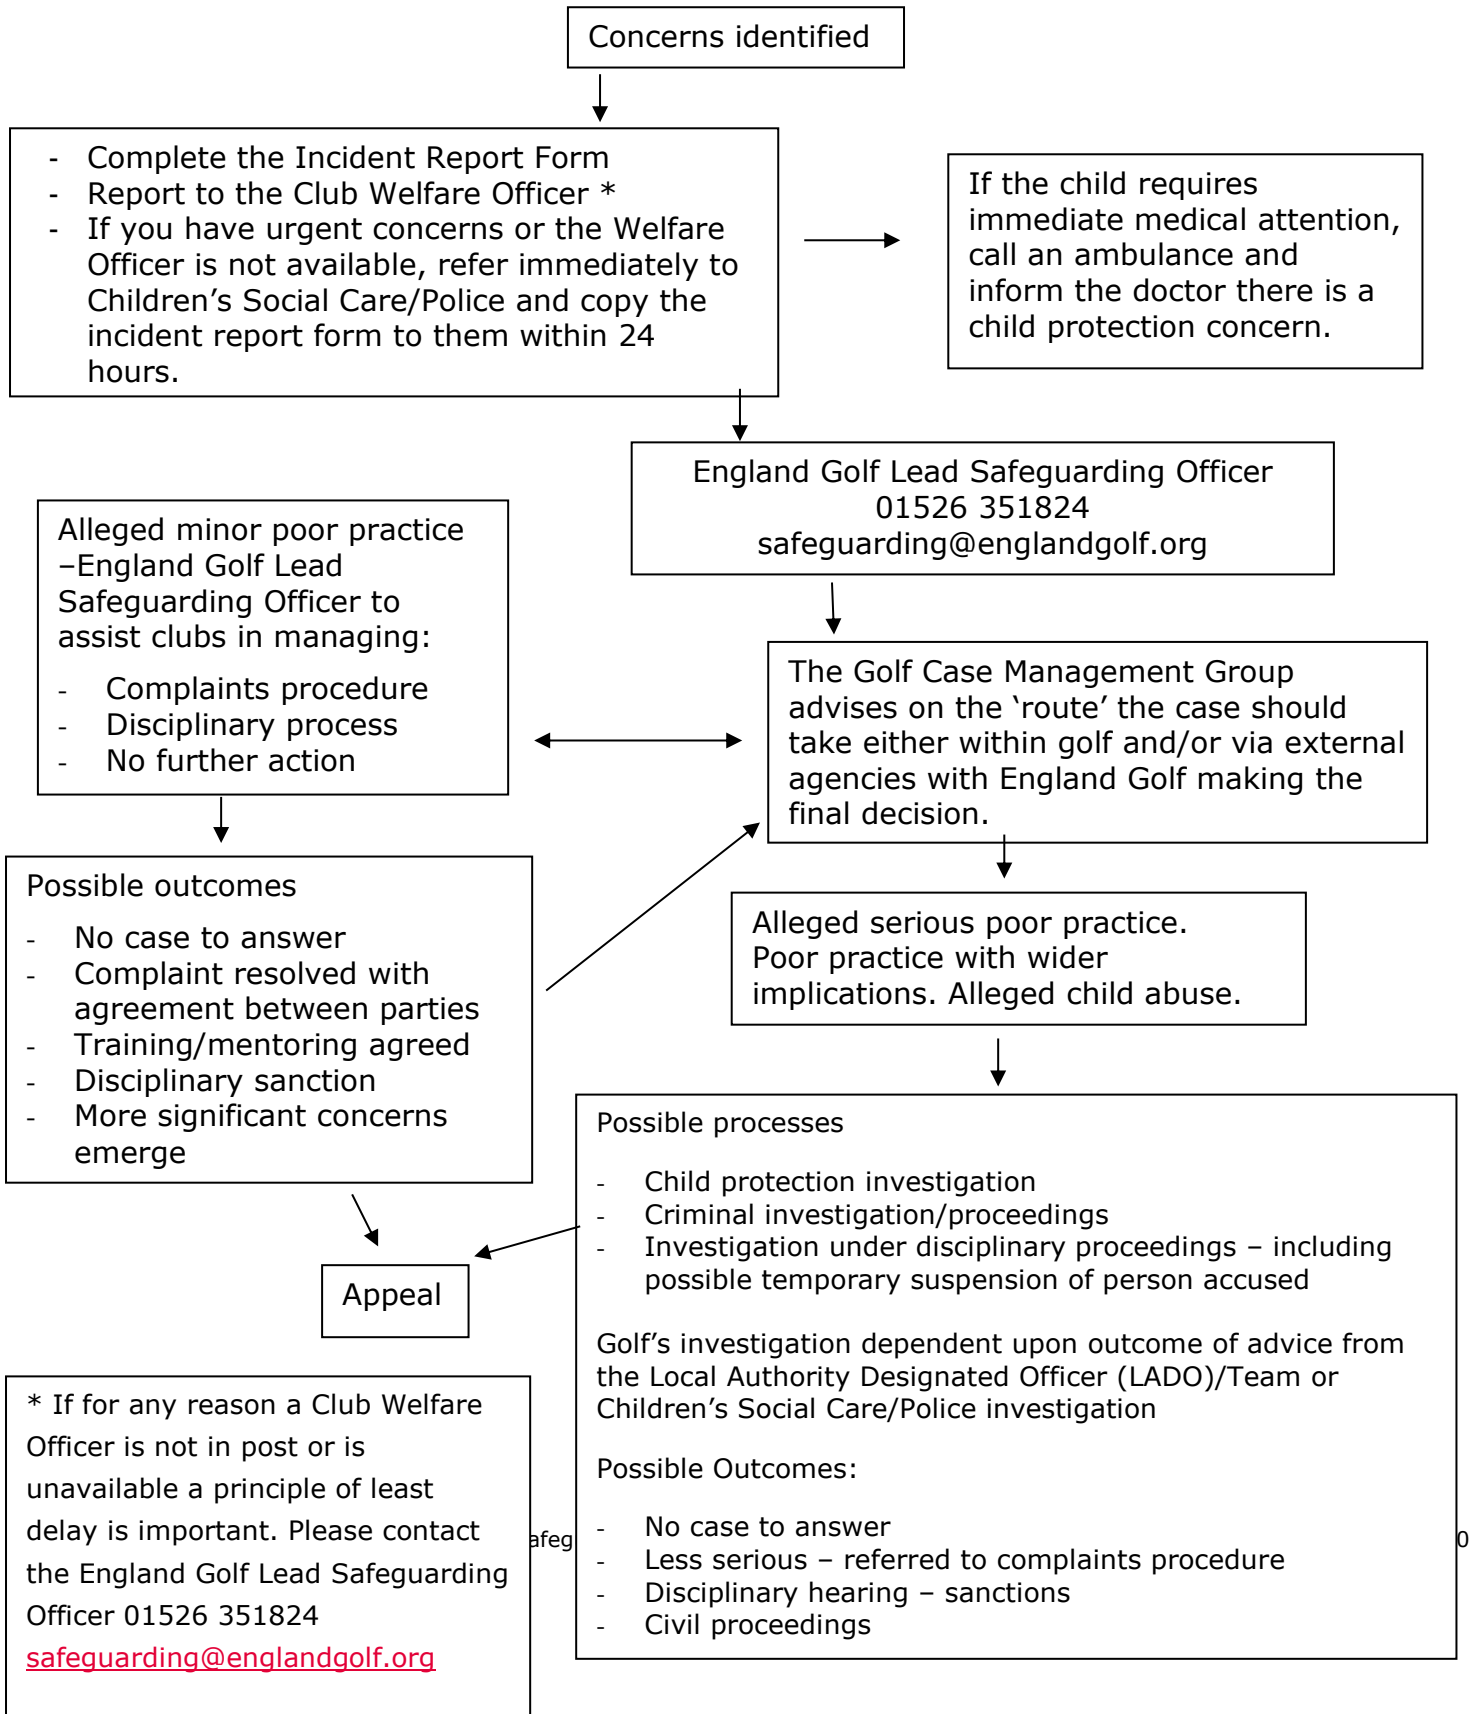 Concerns identified
- Complete the Incident Report Form
- Report to the Club Welfare Officer *
- If you have urgent concerns or the Welfare
Officer is not available, refer immediately to
Children’s Social Care/Police and copy the
incident report form to them within 24
hours.
If the child requires
immediate medical attention,
call an ambulance and
inform the doctor there is a
child protection concern.
England Golf Lead Safeguarding Officer
01526 351824
safeguarding@englandgolf.org
Alleged minor poor practice
–England Golf Lead
Safeguarding Officer to
assist clubs in managing:
- Complaints procedure
- Disciplinary process
- No further action
The Golf Case Management Group
advises on the ‘route’ the case should
take either within golf and/or via external
agencies with England Golf making the
final decision.
Possible outcomes
- No case to answer
- Complaint resolved with
agreement between parties
- Training/mentoring agreed
- Disciplinary sanction
- More significant concerns
emerge
Alleged serious poor practice.
Poor practice with wider
implications. Alleged child abuse.
Possible processes
- Child protection investigation
- Criminal investigation/proceedings
- Investigation under disciplinary proceedings – including
possible temporary suspension of person accused
Golf’s investigation dependent upon outcome of advice from
the Local Authority Designated Officer (LADO)/Team or
Children’s Social Care/Police investigation
Possible Outcomes:
- No case to answer
- Less serious – referred to complaints procedure
- Disciplinary hearing – sanctions
- Civil proceedings
Appeal
* If for any reason a Club Welfare
Officer is not in post or is
unavailable a principle of least
delay is important. Please contact
the England Golf Lead Safeguarding
Officer 01526 351824
safeguarding@englandgolf.org
afeg
0